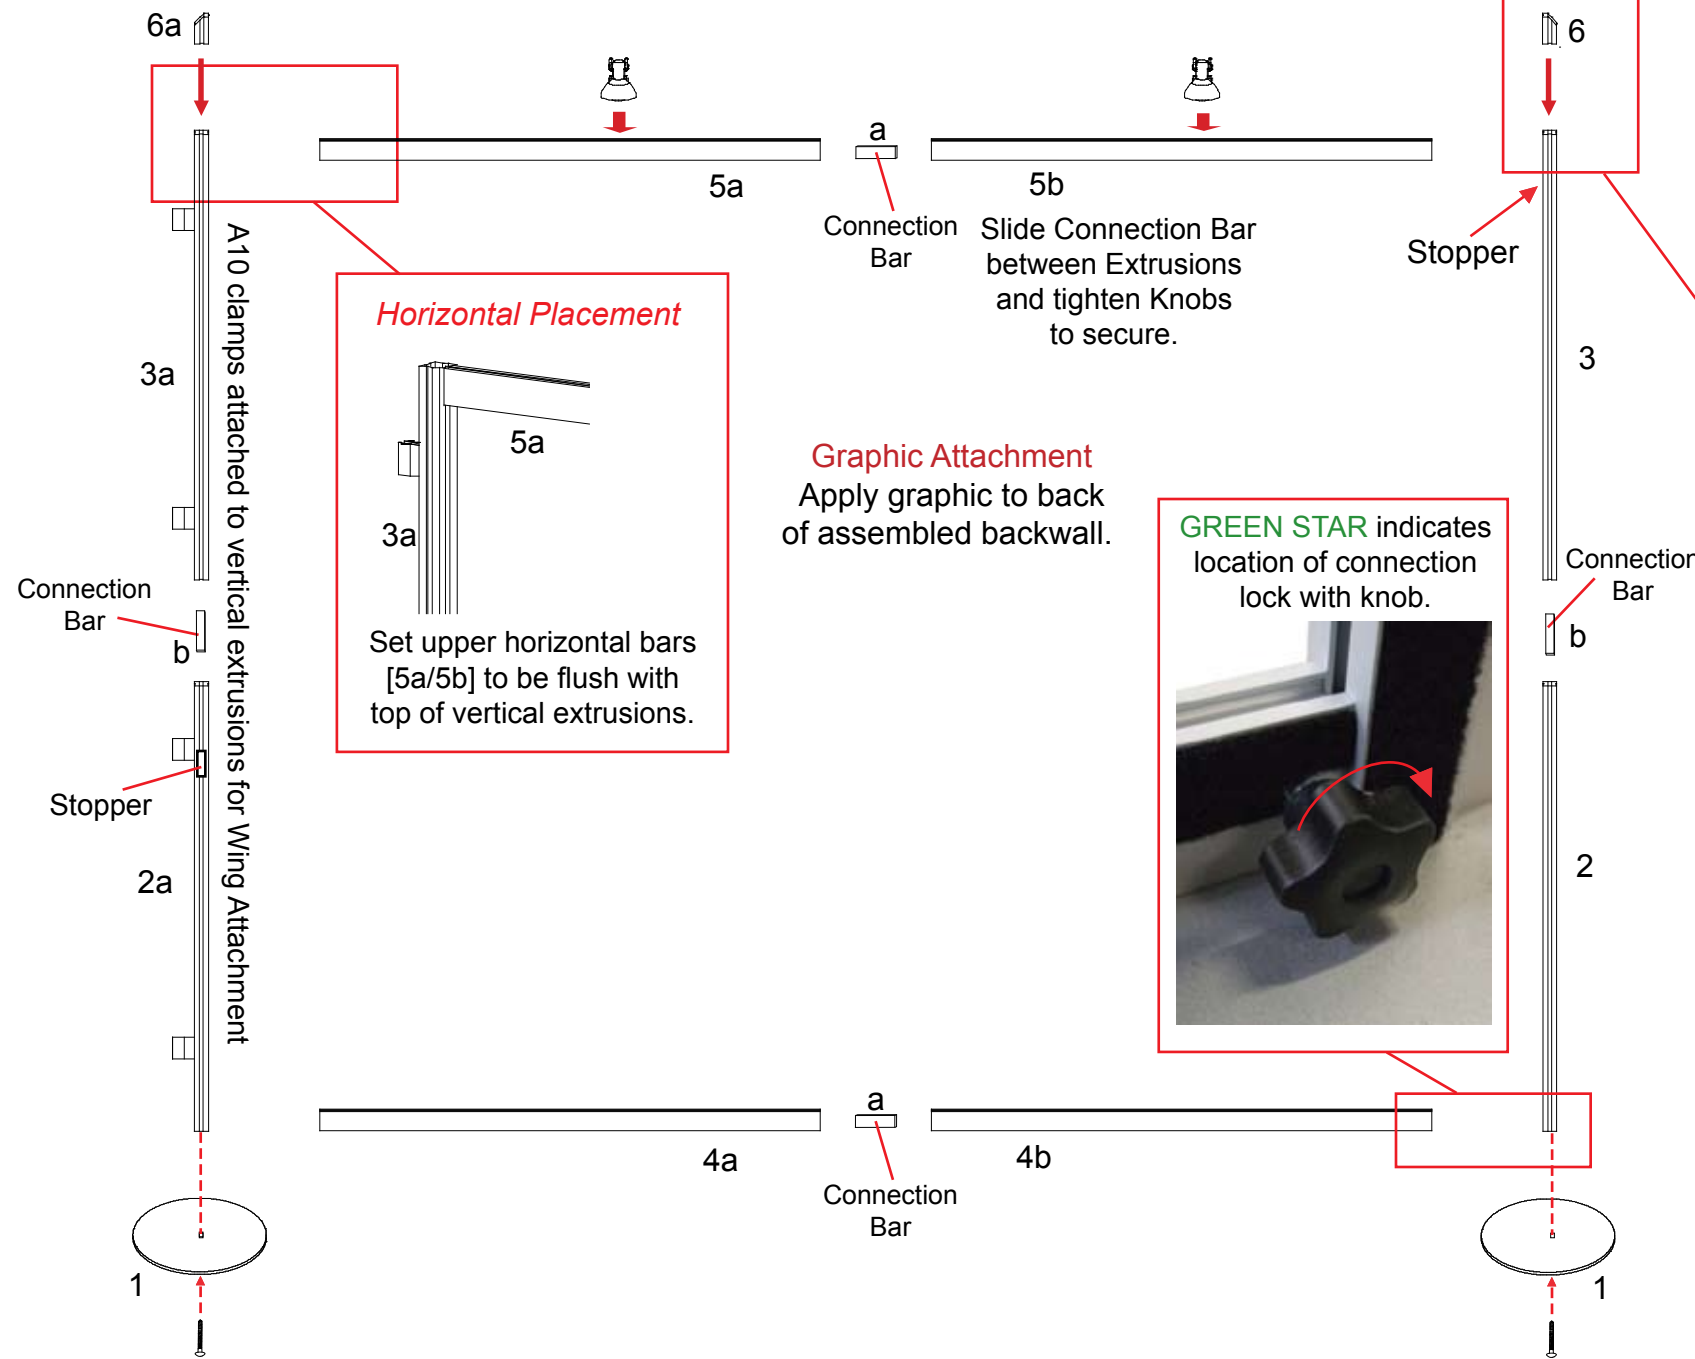 6a
6
a
5a
5b
Connection
Bar
Slide Connection Bar
between Extrusions
and tighten Knobs
to secure.
Stopper
A10 clamps attached to vertical extrusions for Wing Attachment
Horizontal Placement
5a
3a
Set upper horizontal bars
[5a/5b] to be flush with
top of vertical extrusions.
3a
3
Graphic Attachment
Apply graphic to back
of assembled backwall.
GREEN STAR indicates
location of connection
lock with knob.
Connection
Bar
b
Connection
Bar
b
Stopper
2a
2
a
4a
4b
Connection
Bar
1
1